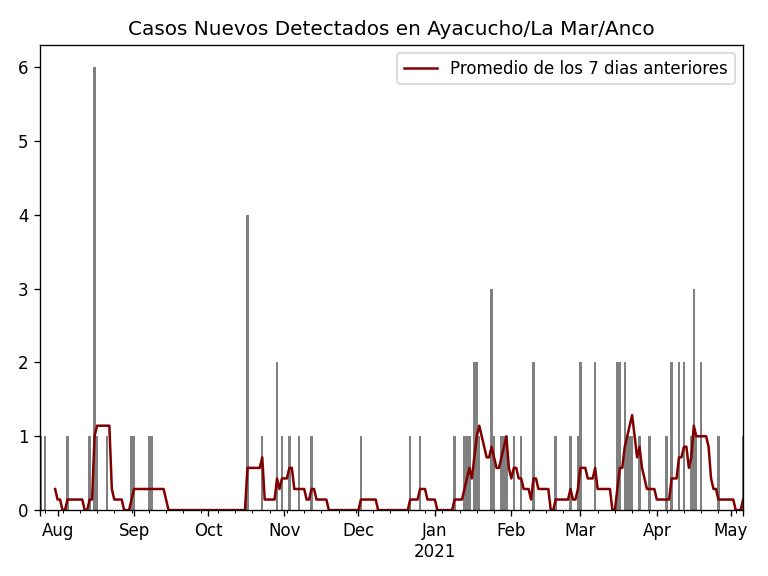 Casos Nuevos Detectados en Ayacucho/La Mar/Anco
Promedio de los 7 dias anteriores
6
5
4
3
2
1
0
Aug Sep Oct Nov Dec Jan Feb Mar Apr May
2021